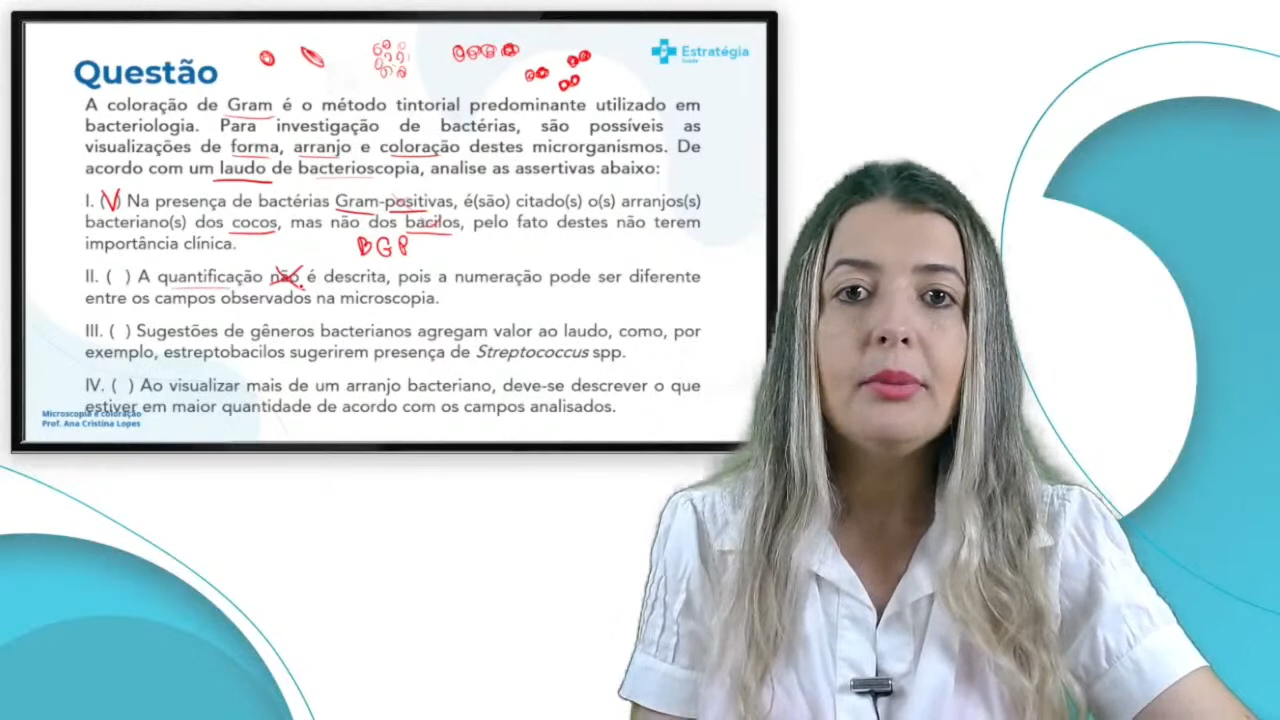 Questão
Estratégia
Saúde
A coloração de Gram é o método tintorial predominante utilizado em
bacteriologia. Para investigação de bactérias, são possíveis as
visualizações de forma, arranjo e coloração destes microrganismos. De
acordo com um laudo de bacterioscopia, analise as assertivas abaixo:
I. (V) Na presença de bactérias Gram-positivas, é(são) citado(s) o(s) arranjos(s)
bacteriano(s) dos cocos, mas não dos bacilos, pelo fato destes não terem
importância clínica.
BGP
II. ( ) A quantificação não é descrita, pois a numeração pode ser diferente
entre os campos observados na microscopia.
III. ( ) Sugestões de gêneros bacterianos agregam valor ao laudo, como, por
exemplo, estreptobacilos sugerirem presença de Streptococcus spp.
IV. ( ) Ao visualizar mais de um arranjo bacteriano, deve-se descrever o que
estiver em maior quantidade de acordo com os campos analisados.
Microscopia e coloração
Prof. Ana Cristina Lopes